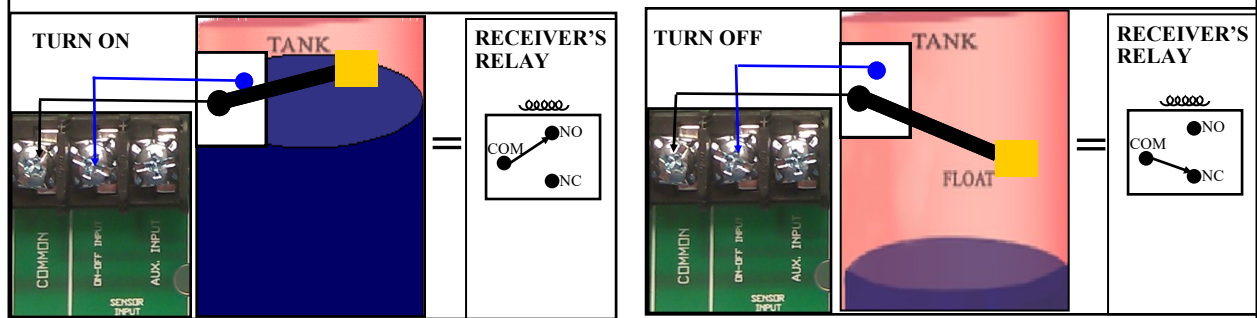 TURN ON
TANK
RECEIVER'S
RELAY
NO
COM
NC
COMMON
ON-OFF INPUT
AUX. INPUT
SENSOR
INPUT
=
TURN OFF
TANK
FLOAT
RECEIVER'S
RELAY
NO
COM
NC
COMMON
ON-OFF INPUT
AUX. INPUT
SENSOR
INPUT
=